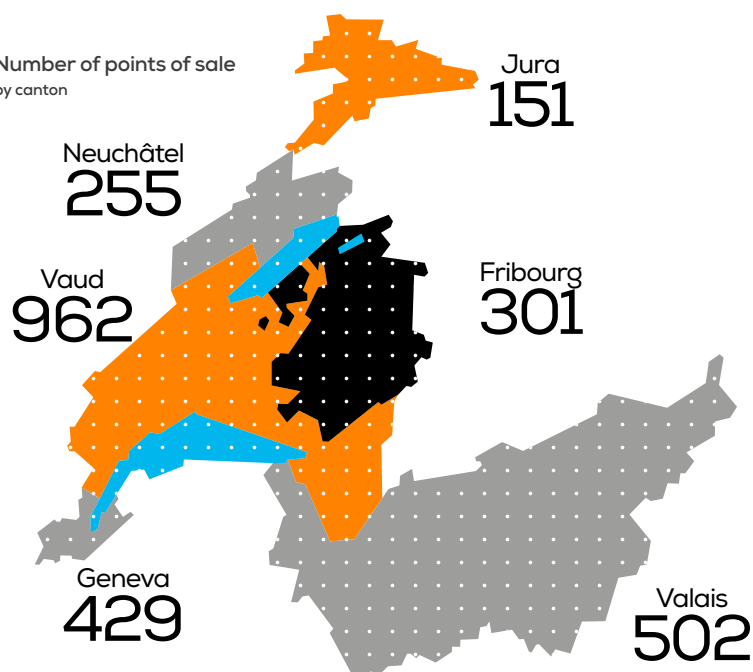 Number of points of sale
by canton
Jura
151
Neuchâtel
255
Vaud
962
Fribourg
301
Geneva
429
Valais
502